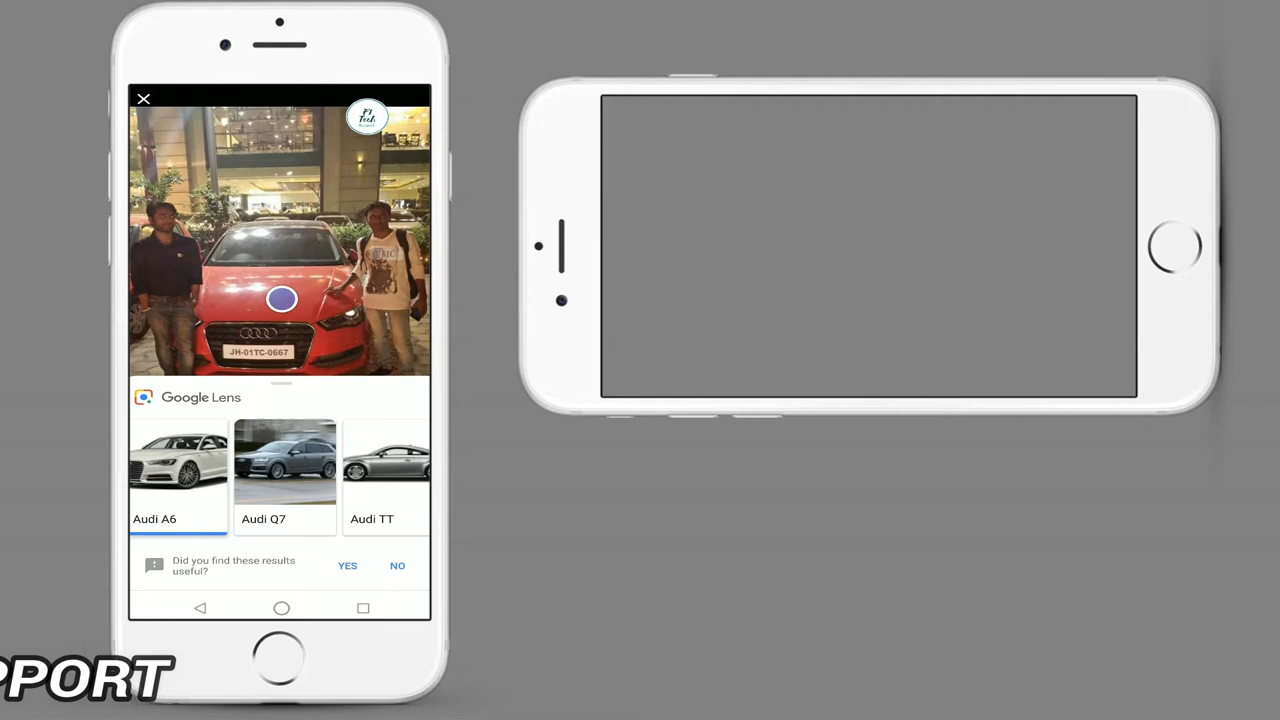 Tech
JH-01TC-0667
Google Lens
Audi A6
Audi Q7
Audi TT
Did you find these results
useful?
YES
NO
PPORT